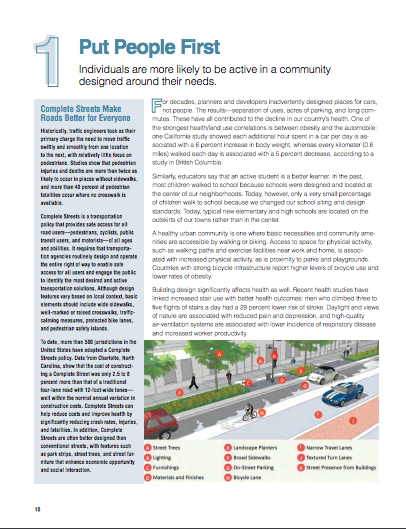 1 Put People First
Individuals are more likely to be active in a community
designed around their needs.
Complete Streets Make
Roads Better for Everyone
Historically, traffic engineers took as their
primary charge the need to move traffic
swiftly and smoothly from one location
to the next, with relatively little focus on
pedestrians. Studies show that pedestrian
injuries and deaths are more than twice as
likely to occur in places without sidewalks,
and more than 40 percent of pedestrian
fatalities occur where no crosswalk is
available.
Complete Streets is a transportation
policy that provides safe access for all
road users—pedestrians, cyclists, public
transit users, and motorists—of all ages
and abilities. It requires that transporta-
tion agencies routinely design and operate
the entire right of way to enable safe
access for all users and engage the public
to identify the most desired and active
transportation solutions. Although design
features vary based on local context, basic
elements should include wide sidewalks,
well-marked or raised crosswalks, traffic-
calming measures, protected bike lanes,
and pedestrian safety islands.
To date, more than 500 jurisdictions in the
United States have adopted a Complete
Streets policy. Data from Charlotte, North
Carolina, show that the cost of construct-
ing a Complete Street was only 2.5 to 8
percent more than that of a traditional
four-lane road with 12-foot-wide lanes—
well within the normal annual variation in
construction costs. Complete Streets can
help reduce costs and improve health by
significantly reducing crash rates, injuries,
and fatalities. In addition, Complete
Streets are often better designed than
conventional streets, with features such
as park strips, street trees, and street fur-
niture that enhance economic opportunity
and social interaction.
For decades, planners and developers inadvertently designed places for cars,
not people. The results—separation of uses, acres of parking, and long com-
mutes. These have all contributed to the decline in our country's health. One of
the strongest health/land use correlations is between obesity and the automobile:
one California study showed each additional hour spent in a car per day is as-
sociated with a 6 percent increase in body weight, whereas every kilometer (0.6
miles) walked each day is associated with a 5 percent decrease, according to a
study in British Columbia.
Similarly, educators say that an active student is a better learner. In the past,
most children walked to school because schools were designed and located at
the center of our neighborhoods. Today, however, only a very small percentage
of children walk to school because we changed our school siting and design
standards. Today, typical new elementary and high schools are located on the
outskirts of our towns rather than in the center.
A healthy urban community is one where basic necessities and community ame-
nities are accessible by walking or biking. Access to space for physical activity,
such as walking paths and exercise facilities near work and home, is associ-
ated with increased physical activity, as is proximity to parks and playgrounds.
Countries with strong bicycle infrastructure report higher levels of bicycle use and
lower rates of obesity.
Building design significantly affects health as well. Recent health studies have
linked increased stair use with better health outcomes: men who climbed three to
five flights of stairs a day had a 29 percent lower risk of stroke. Daylight and views
of nature are associated with reduced pain and depression, and high-quality
air-ventilation systems are associated with lower incidence of respiratory disease
and increased worker productivity.
A Street Trees
B Lighting
C Furnishings
D Materials and Finishes
E Landscape Planters
F Broad Sidewalks
G On-Street Parking
H Bicycle Lane
I Narrow Travel Lanes
J Textured Turn Lanes
K Street Presence from Buildings